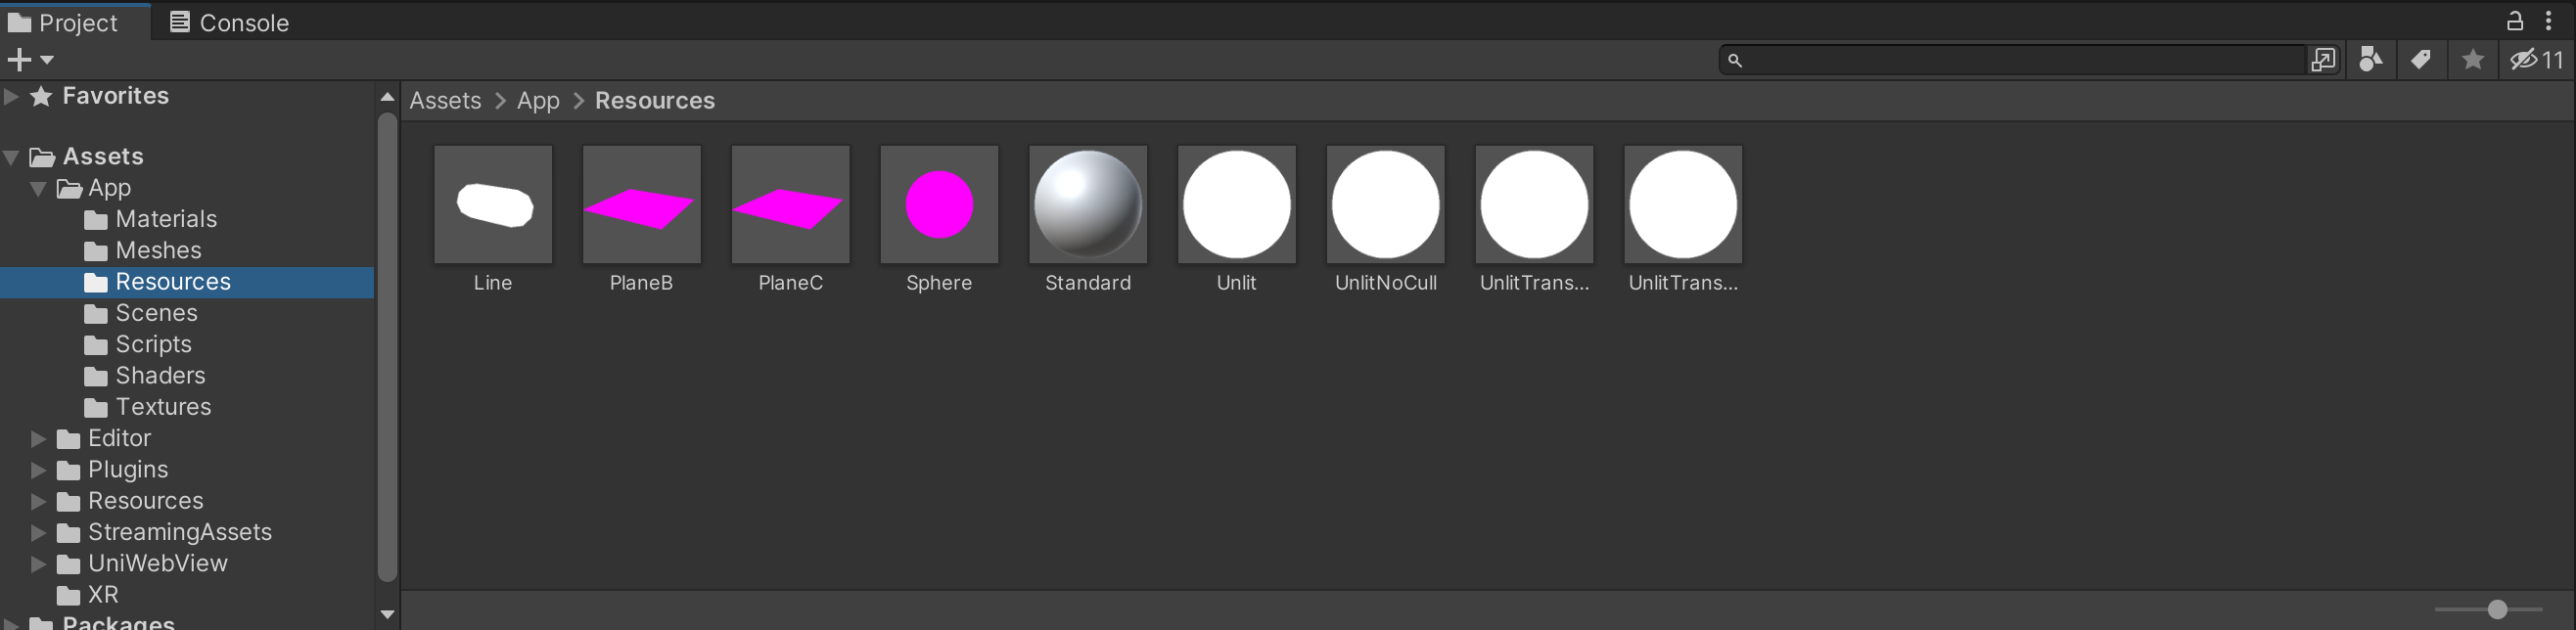 Project
Console
11
Favorites
Assets
App
Materials
Meshes
Resources
Scenes
Scripts
Shaders
Textures
Editor
Plugins
Resources
StreamingAssets
UniWebView
XR
Packages
Assets > App > Resources
Line
PlaneB
PlaneC
Sphere
Standard
Unlit
UnlitNoCull
UnlitTrans...
UnlitTrans...